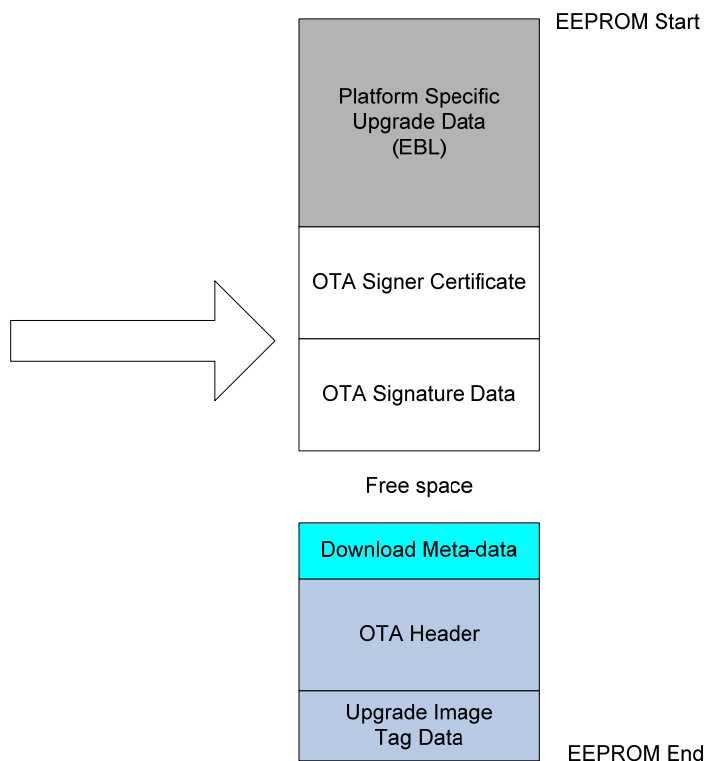 EEPROM Start
Platform Specific
Upgrade Data
(EBL)
OTA Signer Certificate
OTA Signature Data
Free space
Download Meta-data
OTA Header
Upgrade Image
Tag Data
EEPROM End